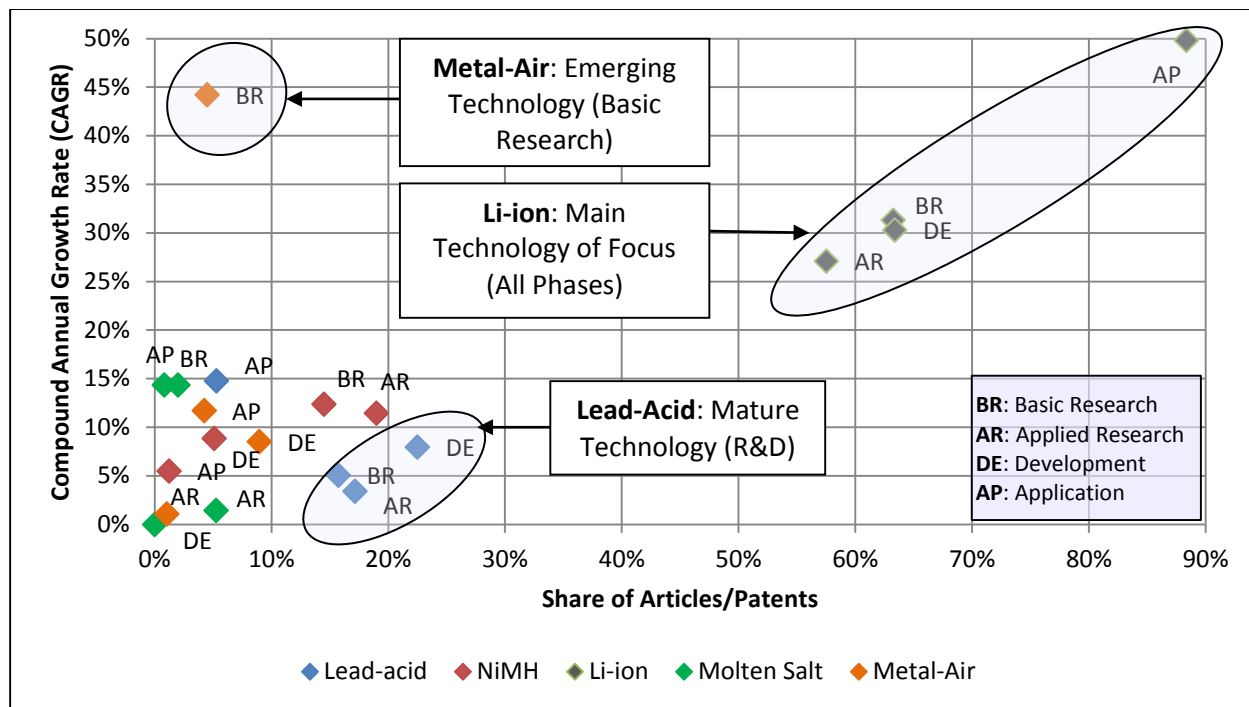 Compound Annual Growth Rate (CAGR)
50%
45%
40%
35%
30%
25%
20%
15%
10%
5%
0%
BR
Metal-Air: Emerging
Technology (Basic
Research)
AP
Li-ion: Main
Technology of Focus
(All Phases)
BR
DE
AR
AP
BR
AP
BR
AR
AP
DE
DE
AP
AR
AR
DE
DE
BR
AR
Lead-Acid: Mature
Technology (R&D)
BR: Basic Research
AR: Applied Research
DE: Development
AP: Application
0%
10%
20%
30%
40%
50%
60%
70%
80%
90%
Share of Articles/Patents
Lead-acid
NiMH
Li-ion
Molten Salt
Metal-Air